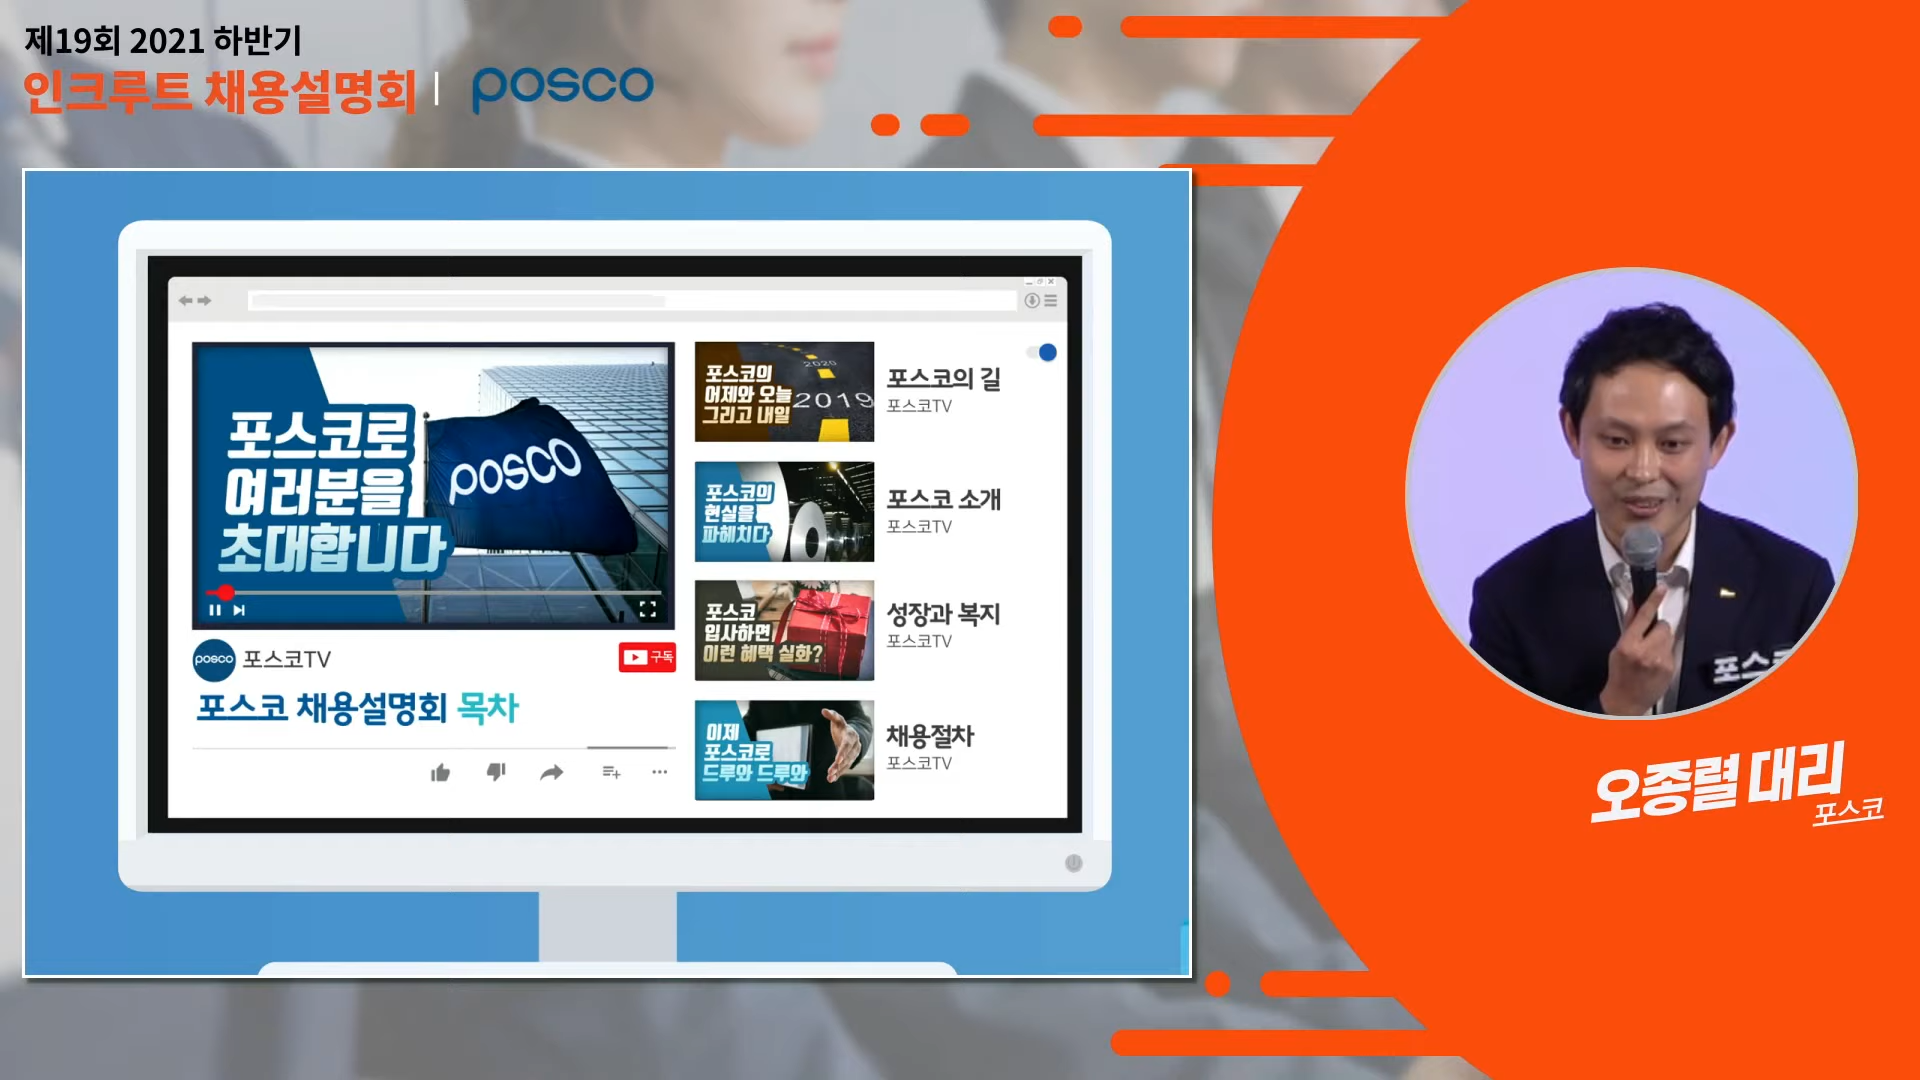 제19회 2021 하반기
인크루트 채용설명회
posco
포스코로
여러분을
초대합니다
posco
posco
포스코TV
구독
포스코 채용설명회 목차
포스코의
어제와 오늘
그리고 내일
2020
2019
포스코의 길
포스코TV
포스코의
현실을
파헤치다
포스코 소개
포스코TV
포스코
입사하면
이런 혜택 실화?
성장과 복지
포스코TV
이제
포스코로
드루와 드루와
채용절차
포스코TV
오종렬 대리
포스코